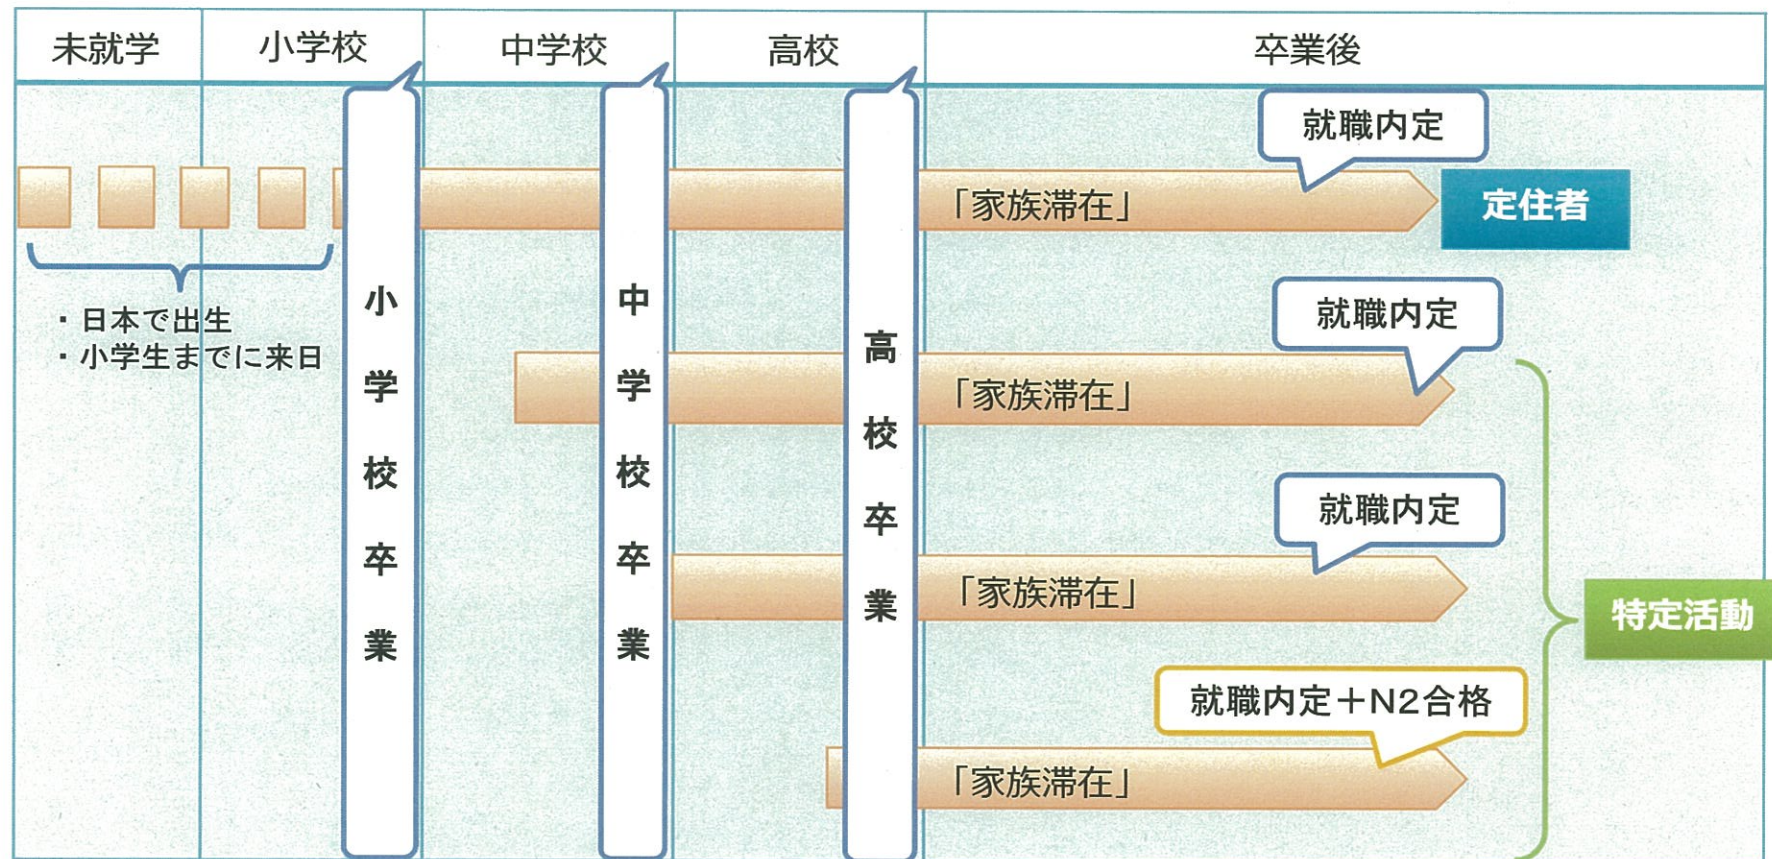 未就学
小学校
中学校
高校
卒業後
就職内定
「家族滞在」
定住者
・日本で出生
・小学生までに来日
小学校卒業
中学校卒業
高校卒業
就職内定
「家族滞在」
就職内定
「家族滞在」
特定活動
就職内定＋N2合格
「家族滞在」